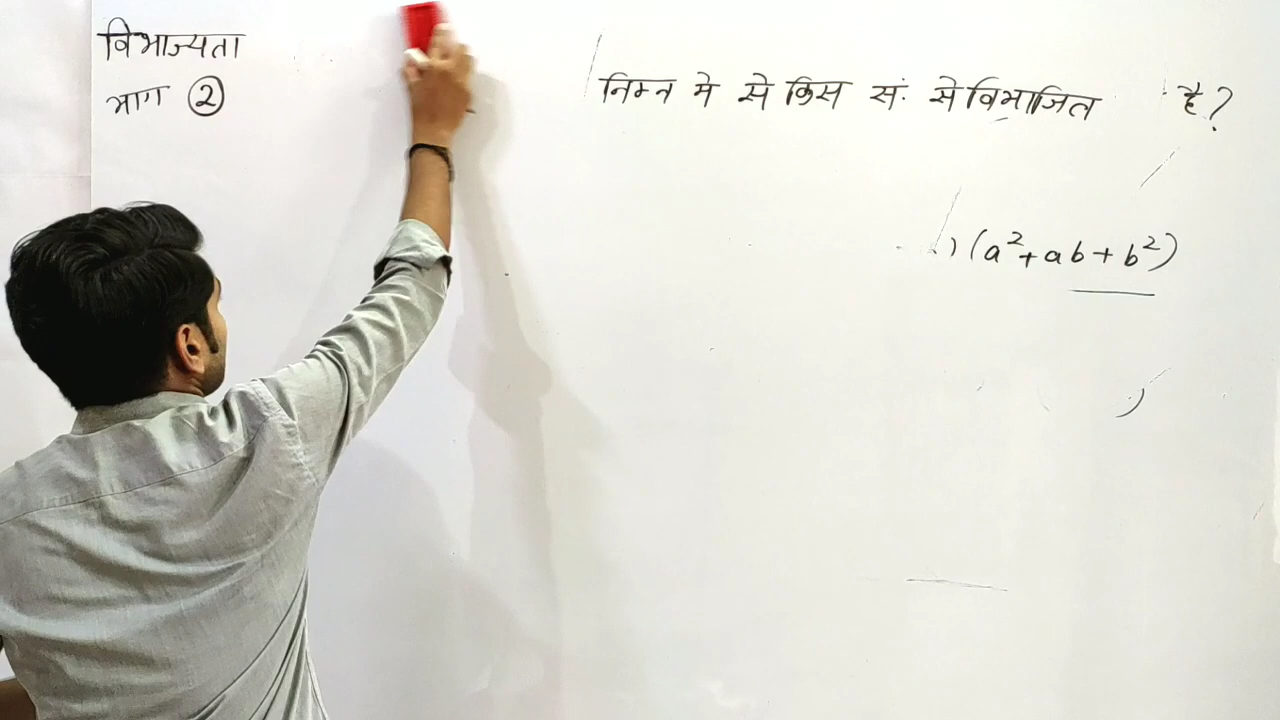 विभाज्यता
भाग ②
निम्न मे से किस सं. से विभाजित है?
) (a²+ab+b²)
)